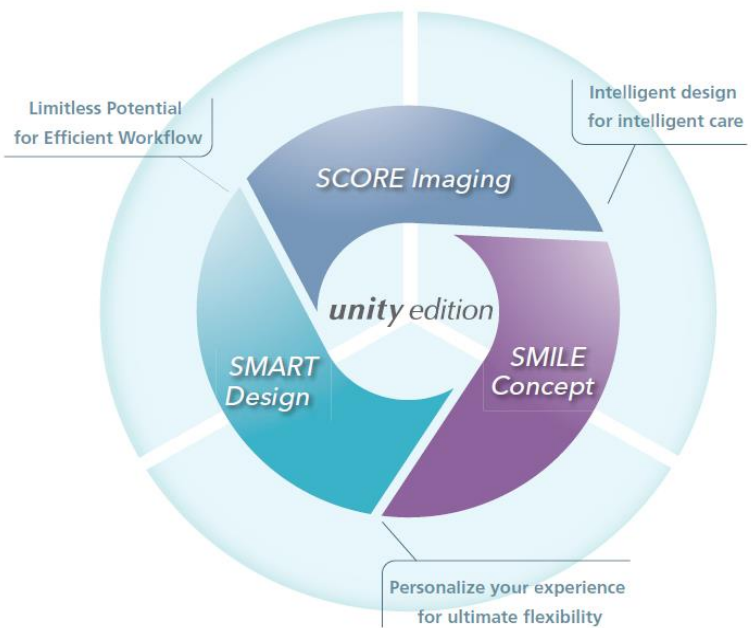 Limitless Potential
for Efficient Workflow
Intelligent design
for intelligent care
SCORE Imaging
unity edition
SMART
Design
SMILE
Concept
Personalize your experience
for ultimate flexibility